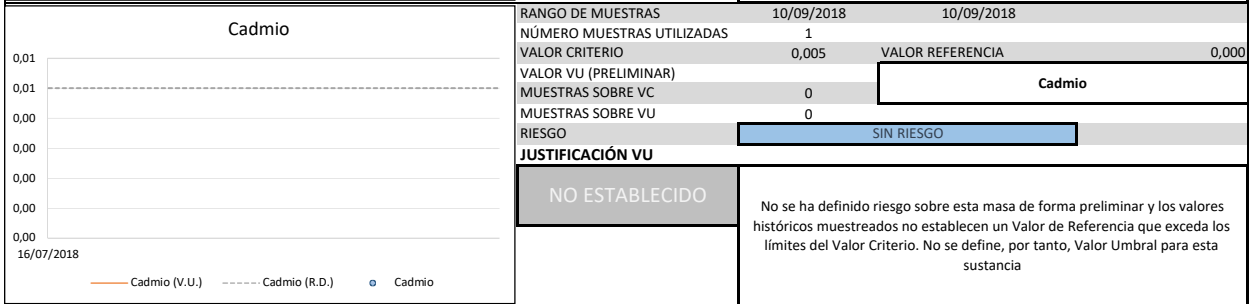 Cadmio
0,01
0,01
0,00
0,00
0,00
0,00
0,00
16/07/2018
Cadmio (V.U.) Cadmio (R.D.) Cadmio
RANGO DE MUESTRAS 10/09/2018 10/09/2018
NÚMERO MUESTRAS UTILIZADAS 1
VALOR CRITERIO 0,005 VALOR REFERENCIA 0,000
VALOR VU (PRELIMINAR)
Cadmio
MUESTRAS SOBRE VC 0
MUESTRAS SOBRE VU 0
RIESGO SIN RIESGO
JUSTIFICACIÓN VU
NO ESTABLECIDO
No se ha definido riesgo sobre esta masa de forma preliminar y los valores
históricos muestreados no establecen un Valor de Referencia que exceda los
límites del Valor Criterio. No se define, por tanto, Valor Umbral para esta
sustancia